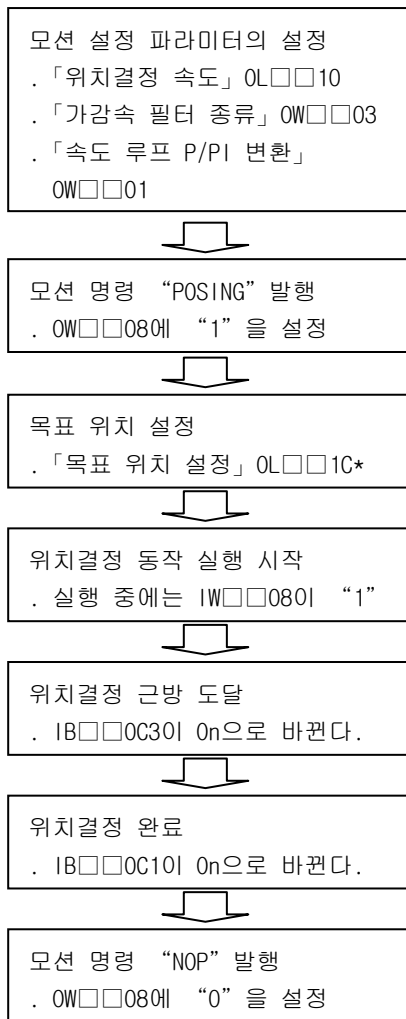 모션 설정 파라미터의 설정
.「위치결정 속도」OL□□10
.「가감속 필터 종류」OW□□03
.「속도 루프 P/PI 변환」
OW□□01
모션 명령 “POSING”발행
. OW□□08에 “1”을 설정
목표 위치 설정
.「목표 위치 설정」OL□□1C*
위치결정 동작 실행 시작
. 실행 중에는 IW□□08이 “1”
위치결정 근방 도달
. IB□□0C3이 On으로 바뀐다.
위치결정 완료
. IB□□0C1이 On으로 바뀐다.
모션 명령 “NOP”발행
. OW□□08에 “0”을 설정